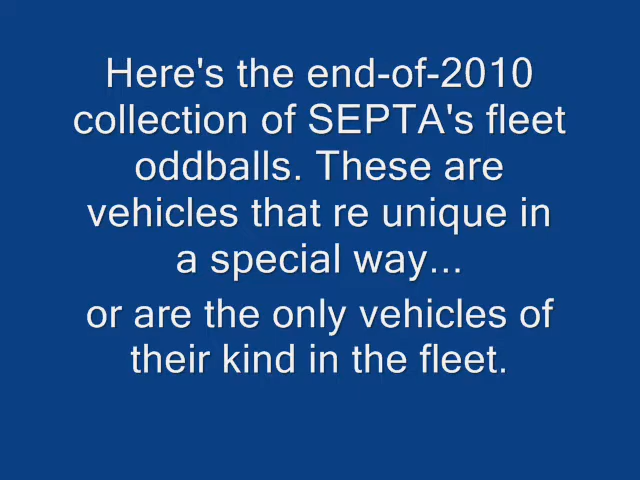 Here's the end-of-2010
collection of SEPTA's fleet
oddballs. These are
vehicles that re unique in
a special way...
or are the only vehicles of
their kind in the fleet.